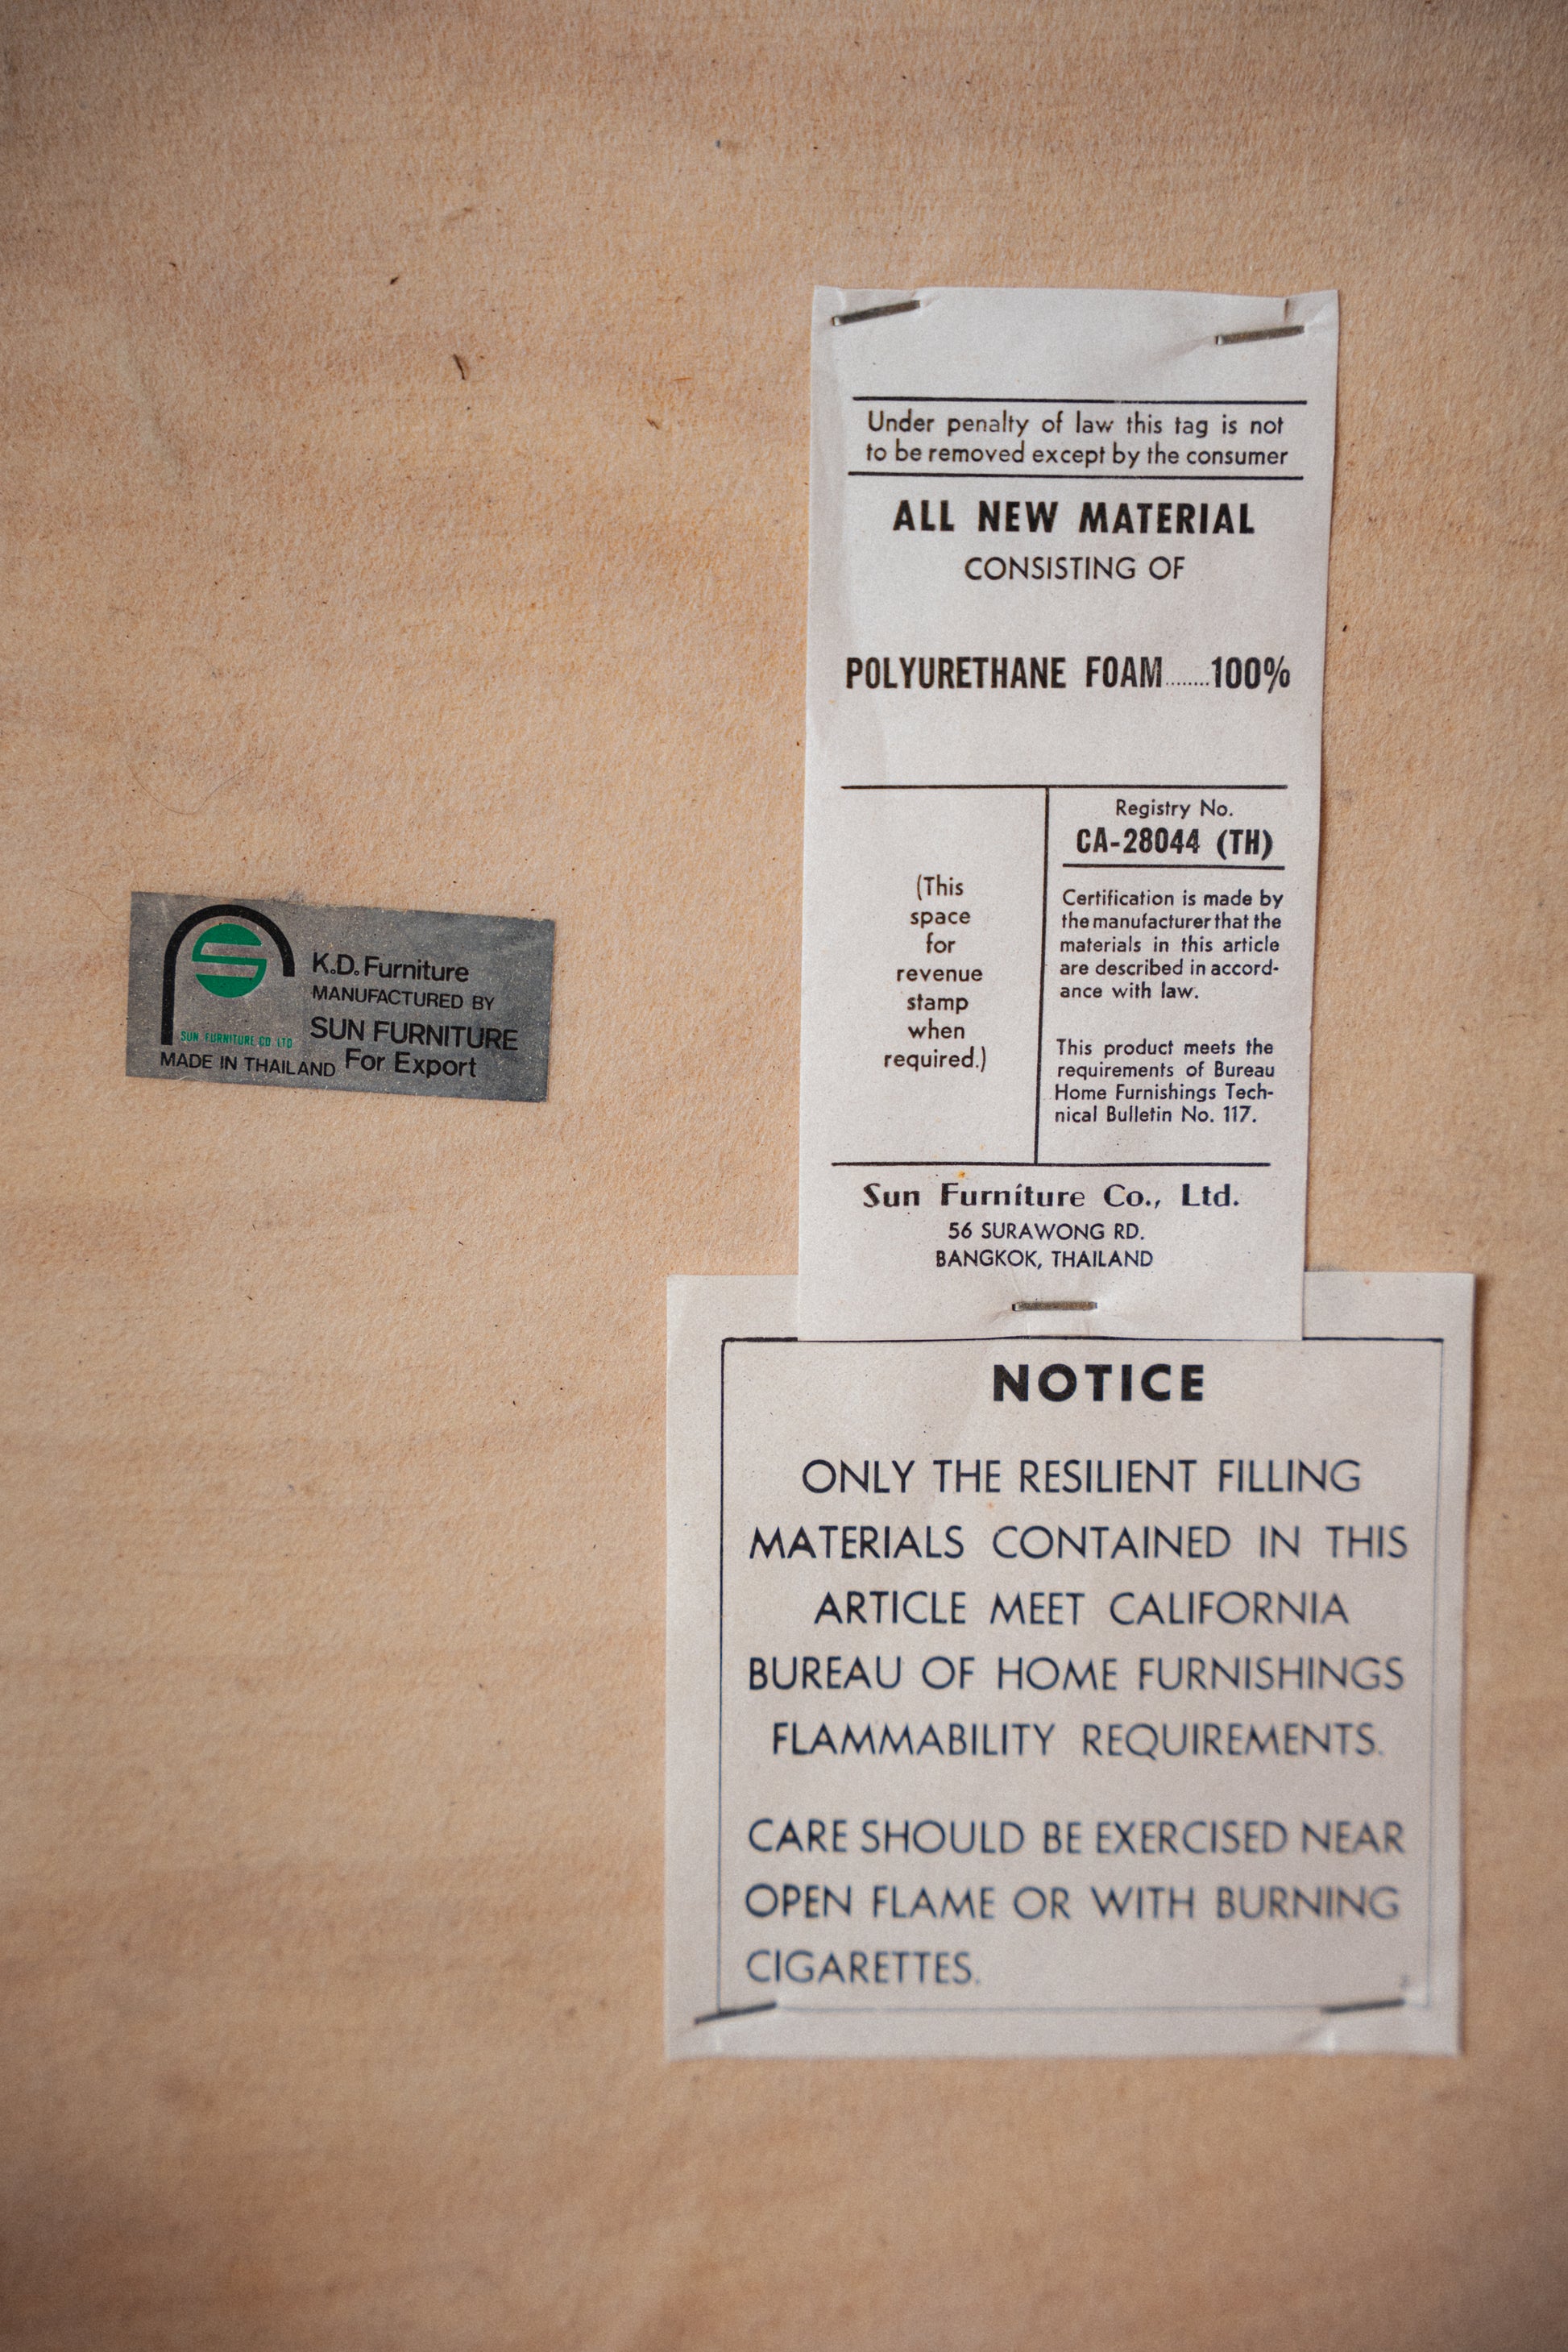 Under penalty of law this tag is not
to be removed except by the consumer
ALL NEW MATERIAL
CONSISTING OF
POLYURETHANE FOAM........100%
(This
space
for
revenue
stamp
when
required.)
Registry No.
CA-28044 (TH)
Certification is made by
the manufacturer that the
materials in this article
are described in accord-
ance with law.
This product meets the
requirements of Bureau
Home Furnishings Tech-
nical Bulletin No. 117.
Sun Furniture Co., Ltd.
56 SURAWONG RD.
BANGKOK, THAILAND
K.D. Furniture
MANUFACTURED BY
SUN FURNITURE
For Export
SUN FURNITURE CO. LTD
MADE IN THAILAND
NOTICE
ONLY THE RESILIENT FILLING
MATERIALS CONTAINED IN THIS
ARTICLE MEET CALIFORNIA
BUREAU OF HOME FURNISHINGS
FLAMMABILITY REQUIREMENTS.
CARE SHOULD BE EXERCISED NEAR
OPEN FLAME OR WITH BURNING
CIGARETTES.